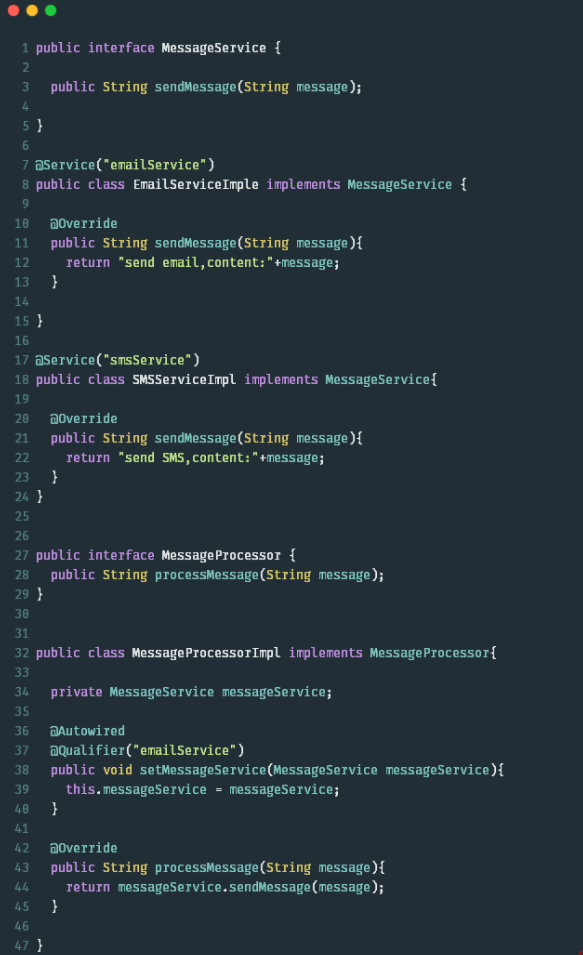 1 public interface MessageService {
2
3 public String sendMessage(String message);
4
5 }
6
7 @Service("emailService")
8 public class EmailServiceImple implements MessageService {
9
10 @Override
11 public String sendMessage(String message){
12 return "send email,content:"+message;
13 }
14
15 }
16
17 @Service("smsService")
18 public class SMSServiceImpl implements MessageService{
19
20 @Override
21 public String sendMessage(String message){
22 return "send SMS,content:"+message;
23 }
24 }
25
26
27 public interface MessageProcessor {
28 public String processMessage(String message);
29 }
30
31
32 public class MessageProcessorImpl implements MessageProcessor{
33
34 private MessageService messageService;
35
36 @Autowired
37 @Qualifier("emailService")
38 public void setMessageService(MessageService messageService){
39 this.messageService = messageService;
40 }
41
42 @Override
43 public String processMessage(String message){
44 return messageService.sendMessage(message);
45 }
46
47 }